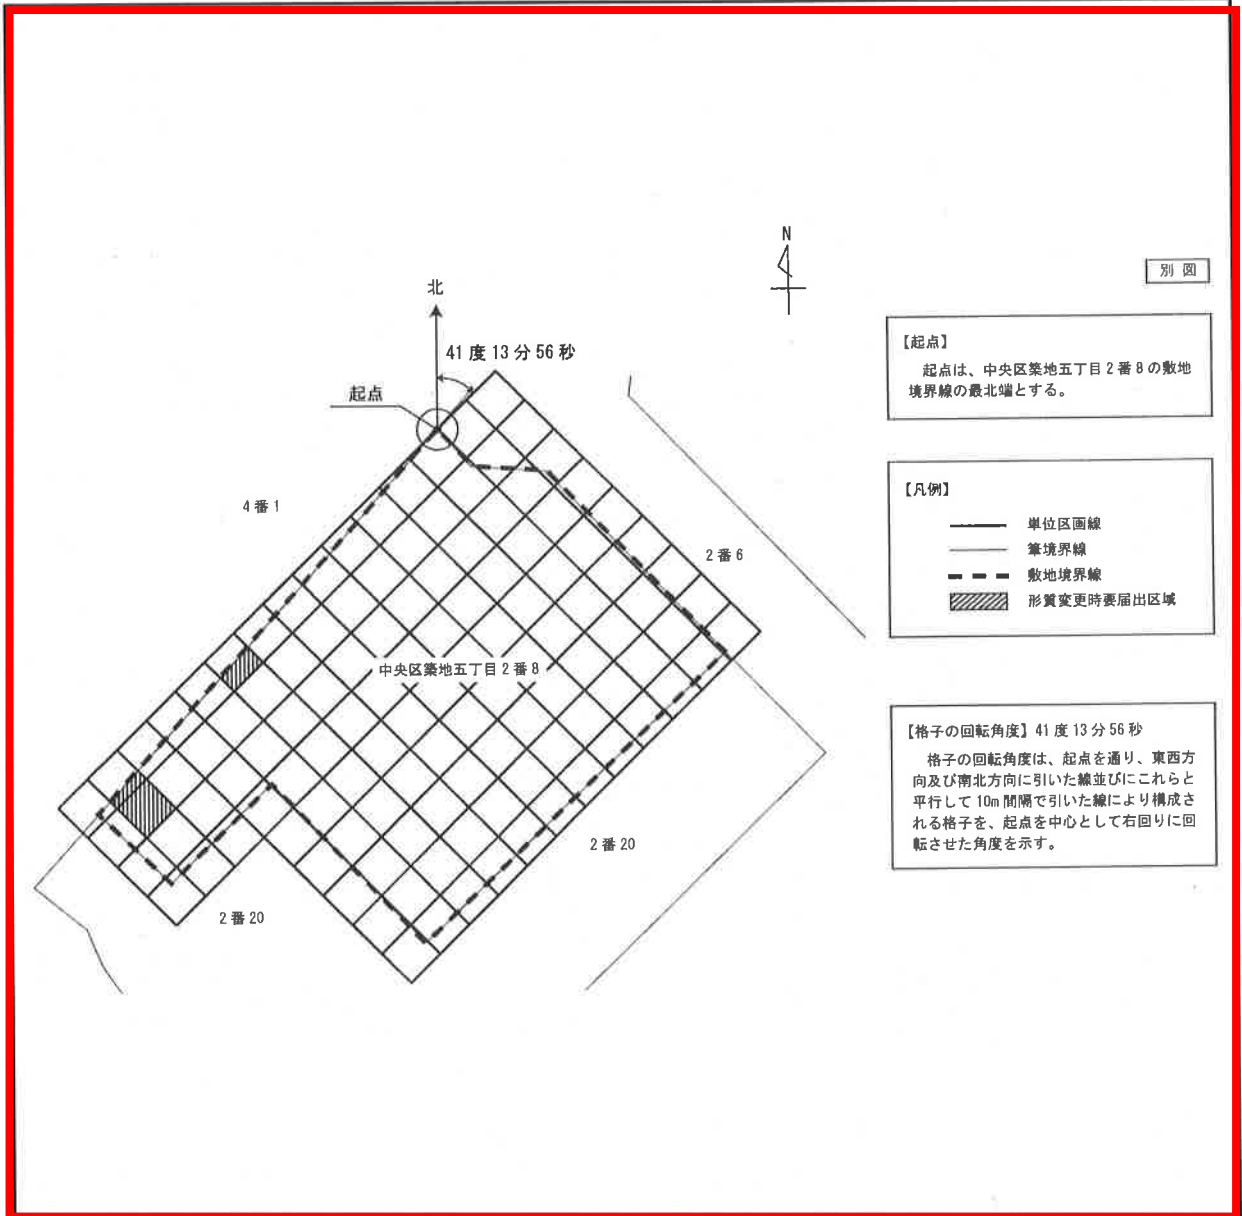 N
別図
北
41度13分56秒
起点
4番1
2番6
中央区築地五丁目2番8
2番20
2番20
【起点】
起点は、中央区築地五丁目2番8の敷地
境界線の最北端とする。
【凡例】
単位区画線
筆境界線
敷地境界線
形質変更時要届出区域
【格子の回転角度】41度13分56秒
格子の回転角度は、起点を通り、東西方
向及び南北方向に引いた線並びにこれらと
平行して10m間隔で引いた線により構成さ
れる格子を、起点を中心として右回りに回
転させた角度を示す。